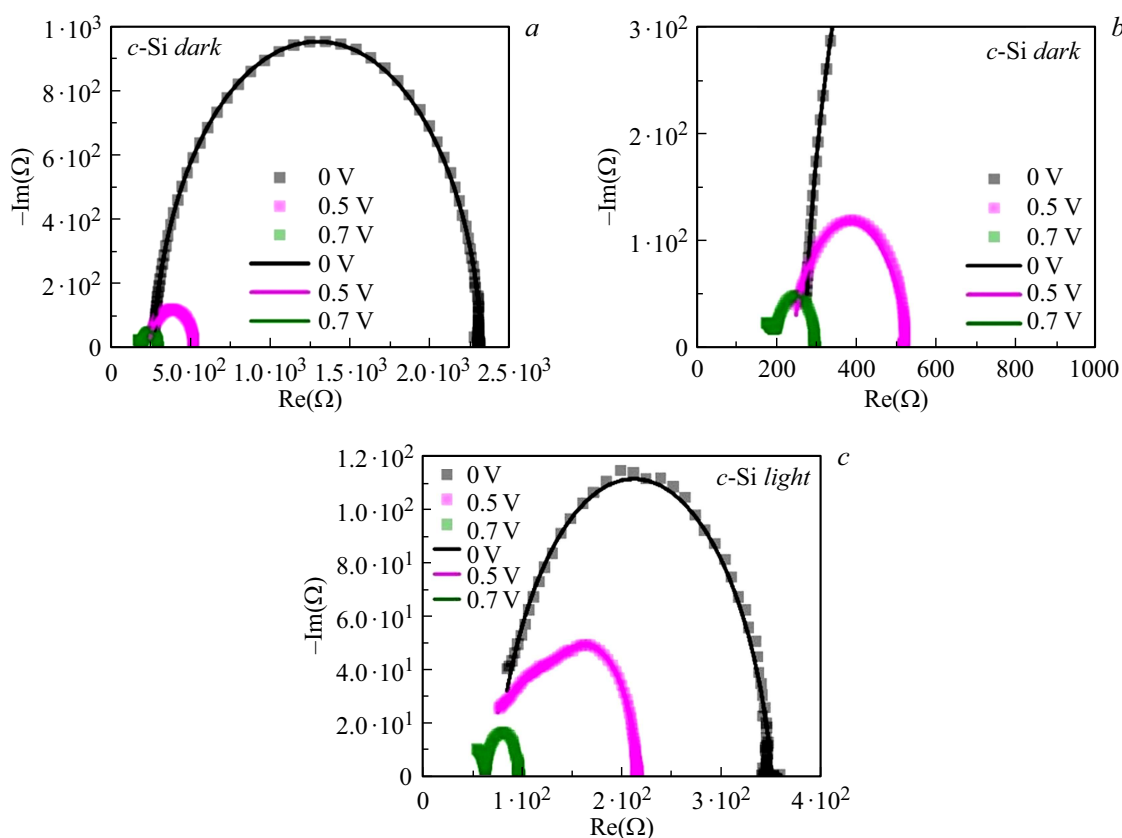 a
c-Si dark
−Im(Ω)
1·10³
8·10²
6·10²
4·10²
2·10²
0
0 V
0.5 V
0.7 V
0 V
0.5 V
0.7 V
0 5.0·10² 1.0·10³ 1.5·10³ 2.0·10³ 2.5·10³
Re(Ω)
b
c-Si dark
−Im(Ω)
3·10²
2·10²
1·10²
0
0 V
0.5 V
0.7 V
0 V
0.5 V
0.7 V
0 200 400 600 800 1000
Re(Ω)
c
c-Si light
−Im(Ω)
1.2·10²
1.0·10²
8.0·10¹
6.0·10¹
4.0·10¹
2.0·10¹
0
0 V
0.5 V
0.7 V
0 V
0.5 V
0.7 V
0 1·10² 2·10² 3·10² 4·10²
Re(Ω)